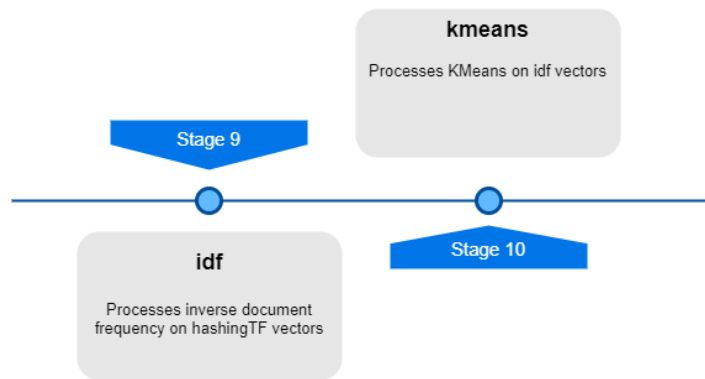 kmeans
Processes KMeans on idf vectors
Stage 9
Stage 10
idf
Processes inverse document
frequency on hashingTF vectors